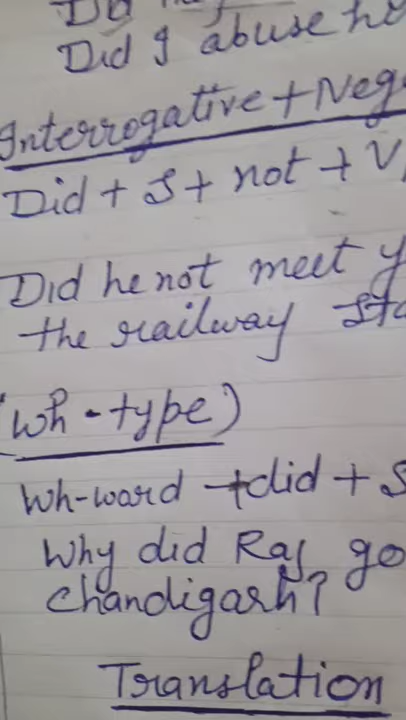 Did I abuse
Interrogative + Neg
Did + S + not + V
Did he not meet y
the railway sta
(Wh-type)
Wh-word + did + S
Why did Raj go
Chandigarh?
Translation